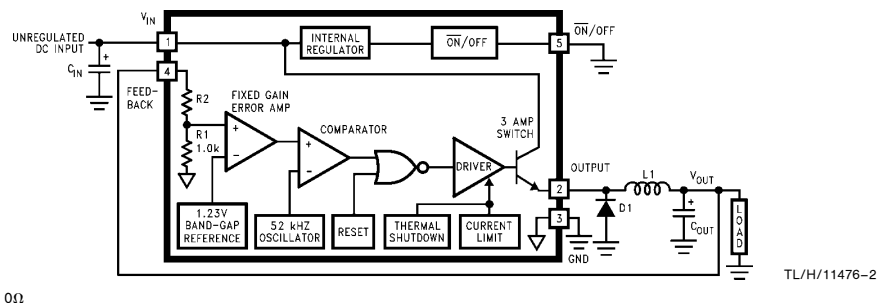 V_IN
UNREGULATED
DC INPUT
1
INTERNAL
REGULATOR
O̅N̅/OFF
5
O̅N̅/OFF
+
C_IN
4
FEED-
BACK
R2
FIXED GAIN
ERROR AMP
R1
1.0k
+
−
COMPARATOR
+
−
DRIVER
3 AMP
SWITCH
OUTPUT
2
L1
V_OUT
D1
+
C_OUT
LOAD
3
GND
1.23V
BAND-GAP
REFERENCE
52 kHZ
OSCILLATOR
RESET
THERMAL
SHUTDOWN
CURRENT
LIMIT
TL/H/11476–2
0Ω